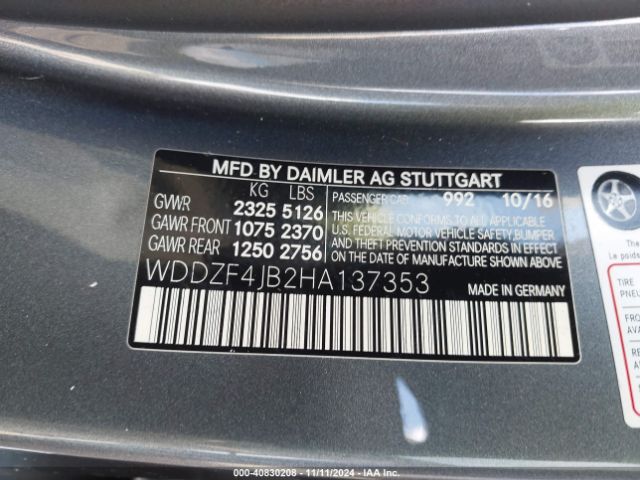 MFD BY DAIMLER AG STUTTGART
KG LBS
GVWR 2325 5126
GAWR FRONT 1075 2370
GAWR REAR 1250 2756
PASSENGER CAR 992 10/16
THIS VEHICLE CONFORMS TO ALL APPLICABLE
U.S. FEDERAL MOTOR VEHICLE SAFETY, BUMPER
AND THEFT PREVENTION STANDARDS IN EFFECT
ON THE DATE OF MANUFACTURE SHOWN ABOVE
WDDZF4JB2HA137353 MADE IN GERMANY
TIRE
000-40830208 - 11/11/2024 - IAA Inc.